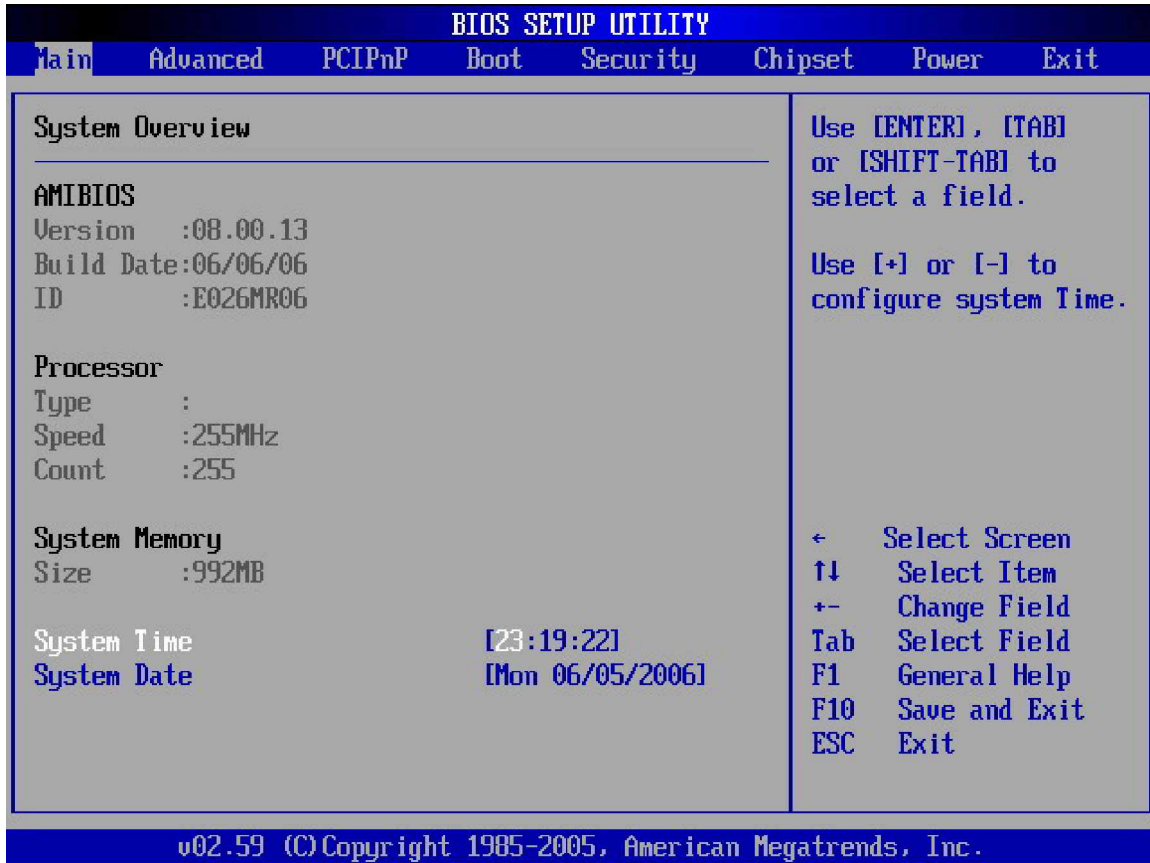 BIOS SETUP UTILITY
Main Advanced PCIPnP Boot Security Chipset Power Exit
System Overview
AMIBIOS
Version :08.00.13
Build Date:06/06/06
ID :E026MR06
Processor
Type :
Speed :255MHz
Count :255
System Memory
Size :992MB
System Time [23:19:22]
System Date [Mon 06/05/2006]
Use [ENTER], [TAB]
or [SHIFT-TAB] to
select a field.
Use [+] or [-] to
configure system Time.
← Select Screen
↑↓ Select Item
+- Change Field
Tab Select Field
F1 General Help
F10 Save and Exit
ESC Exit
v02.59 (C)Copyright 1985-2005, American Megatrends, Inc.